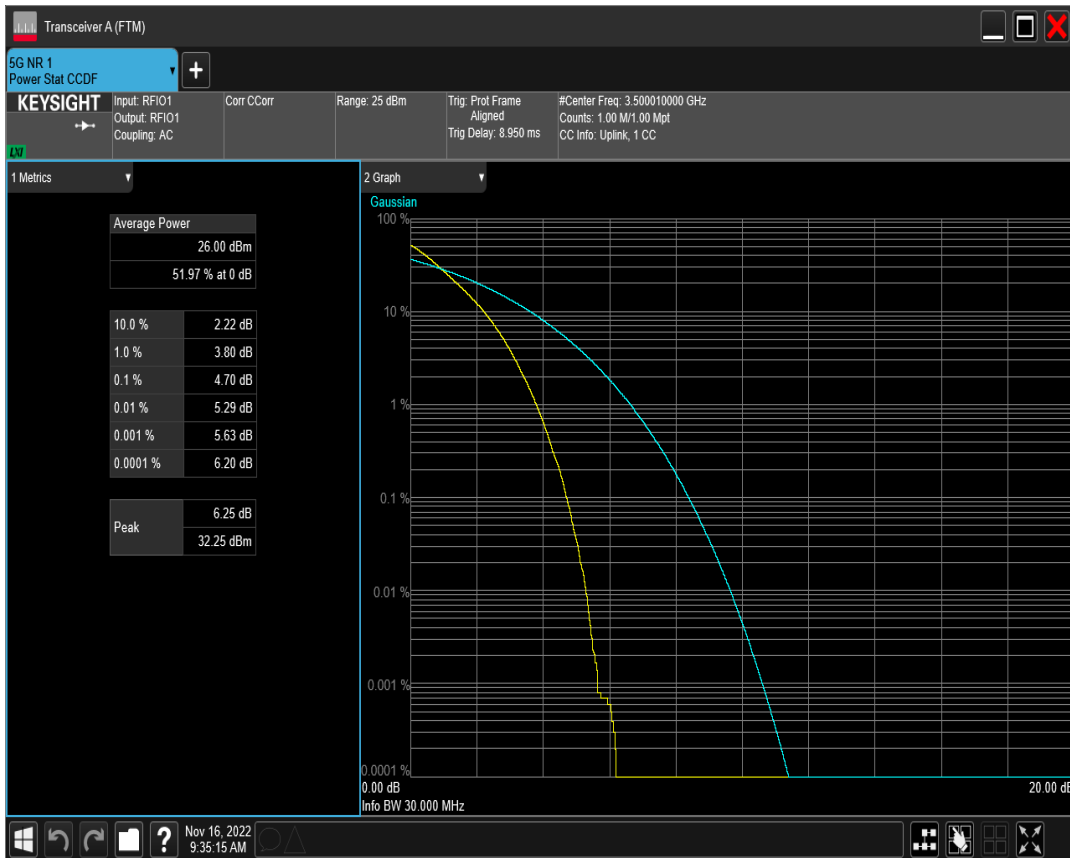 Transceiver A (FTM)
5G NR 1
Power Stat CCDF
+
KEYSIGHT
LXI
Input: RFIO1
Output: RFIO1
Coupling: AC
Corr CCorr
Range: 25 dBm
Trig: Prot Frame
Aligned
Trig Delay: 8.950 ms
#Center Freq: 3.500010000 GHz
Counts: 1.00 M/1.00 Mpt
CC Info: Uplink, 1 CC
1 Metrics
Average Power
26.00 dBm
51.97 % at 0 dB
10.0 % 2.22 dB
1.0 % 3.80 dB
0.1 % 4.70 dB
0.01 % 5.29 dB
0.001 % 5.63 dB
0.0001 % 6.20 dB
Peak
6.25 dB
32.25 dBm
2 Graph
Gaussian
100 %
10 %
1 %
0.1 %
0.01 %
0.001 %
0.0001 %
0.00 dB
20.00 dB
Info BW 30.000 MHz
?
Nov 16, 2022
9:35:15 AM